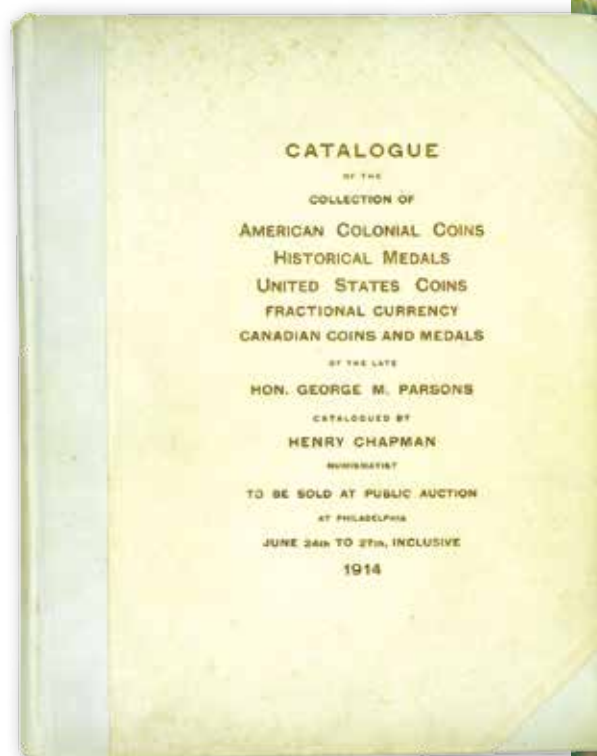 CATALOGUE
OF THE
COLLECTION OF
AMERICAN COLONIAL COINS
HISTORICAL MEDALS
UNITED STATES COINS
FRACTIONAL CURRENCY
CANADIAN COINS AND MEDALS
OF THE LATE
HON. GEORGE M. PARSONS
CATALOGUED BY
HENRY CHAPMAN
NUMISMATIST
TO BE SOLD AT PUBLIC AUCTION
AT PHILADELPHIA
JUNE 24th TO 27th, INCLUSIVE
1914